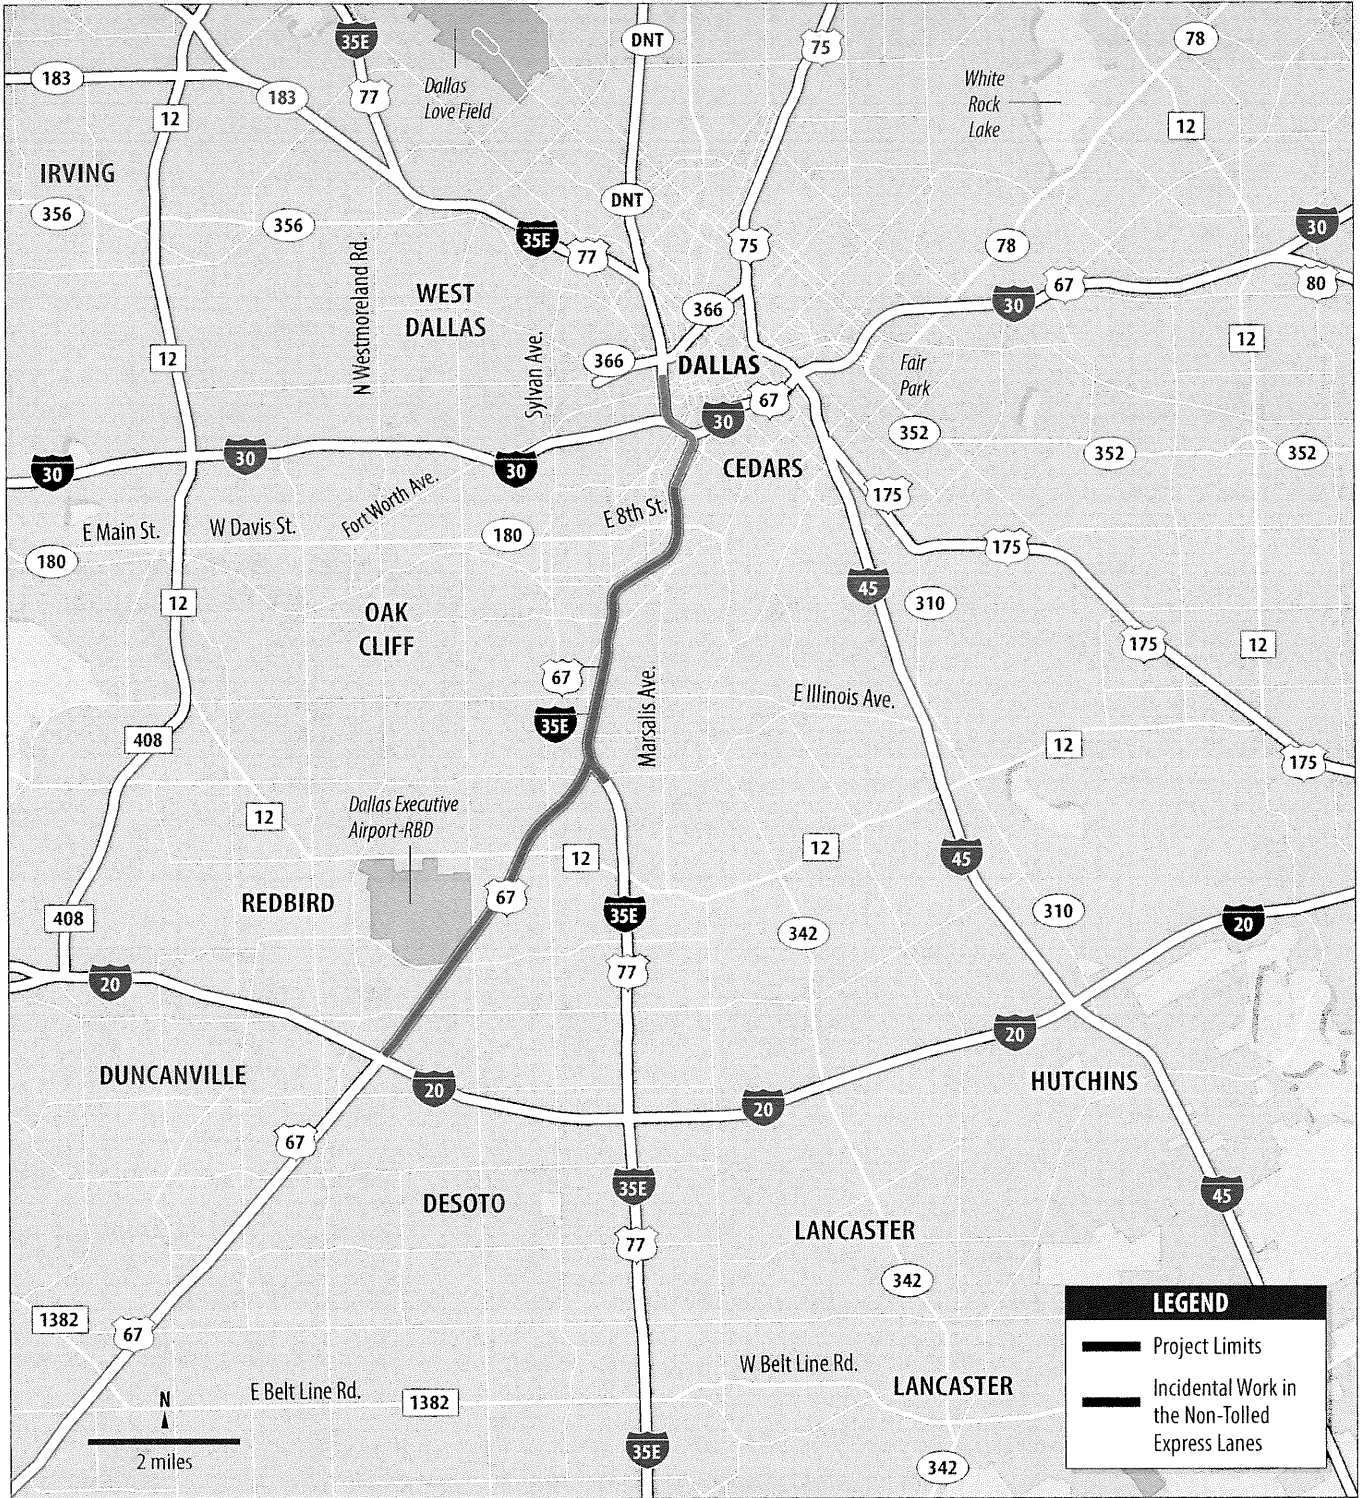 35E
DNT
75
78
183
77
183
Dallas
Love Field
White
Rock
Lake
12
12
IRVING
356
356
DNT
35E
77
75
78
30
67
30
80
N Westmoreland Rd.
WEST
DALLAS
366
12
366
Sylvan Ave.
DALLAS
12
Fair
Park
67
30
352
352
352
30
30
30
CEDARS
Fort Worth Ave.
175
E Main St.
W Davis St.
180
E 8th St.
180
175
12
45
310
OAK
CLIFF
175
12
67
35E
Marsalis Ave.
E Illinois Ave.
408
12
175
Dallas Executive
Airport-RBD
12
12
12
45
REDBIRD
67
35E
408
310
342
20
77
20
20
DUNCANVILLE
20
20
HUTCHINS
67
35E
45
DESOTO
77
LANCASTER
342
1382
67
LEGEND
Project Limits
Incidental Work in
the Non-Tolled
Express Lanes
W Belt Line Rd.
E Belt Line Rd.
1382
LANCASTER
N
2 miles
35E
342